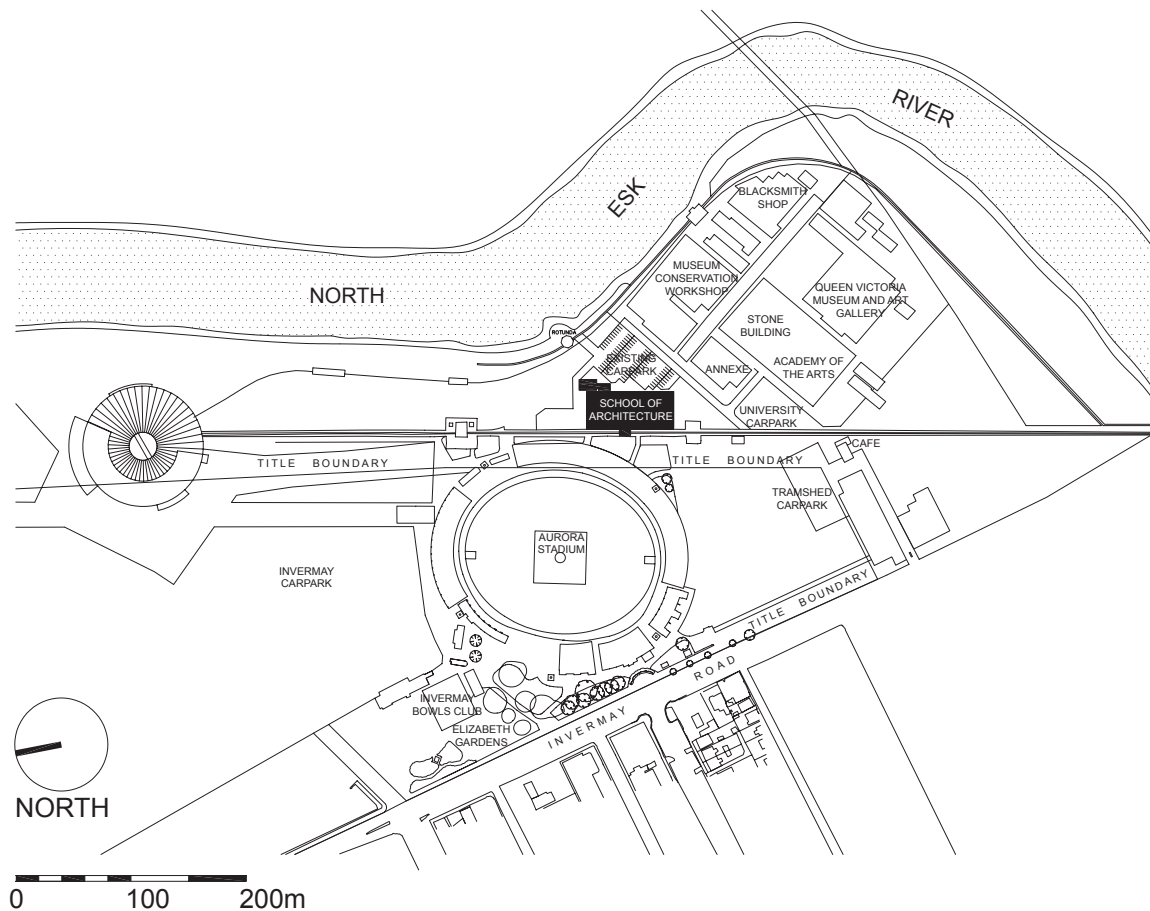 RIVER
ESK
NORTH
BLACKSMITH
SHOP
MUSEUM
CONSERVATION
WORKSHOP
QUEEN VICTORIA
MUSEUM AND ART
GALLERY
STONE
BUILDING
ROTUNDA
EXISTING
CARPARK
ANNEXE
ACADEMY OF
THE ARTS
SCHOOL OF
ARCHITECTURE
UNIVERSITY
CARPARK
CAFE
TITLE BOUNDARY
TITLE BOUNDARY
TRAMSHED
CARPARK
AURORA
STADIUM
INVERMAY
CARPARK
TITLE BOUNDARY
INVERMAY ROAD
INVERMAY
BOWLS CLUB
ELIZABETH
GARDENS
NORTH
0 100 200m